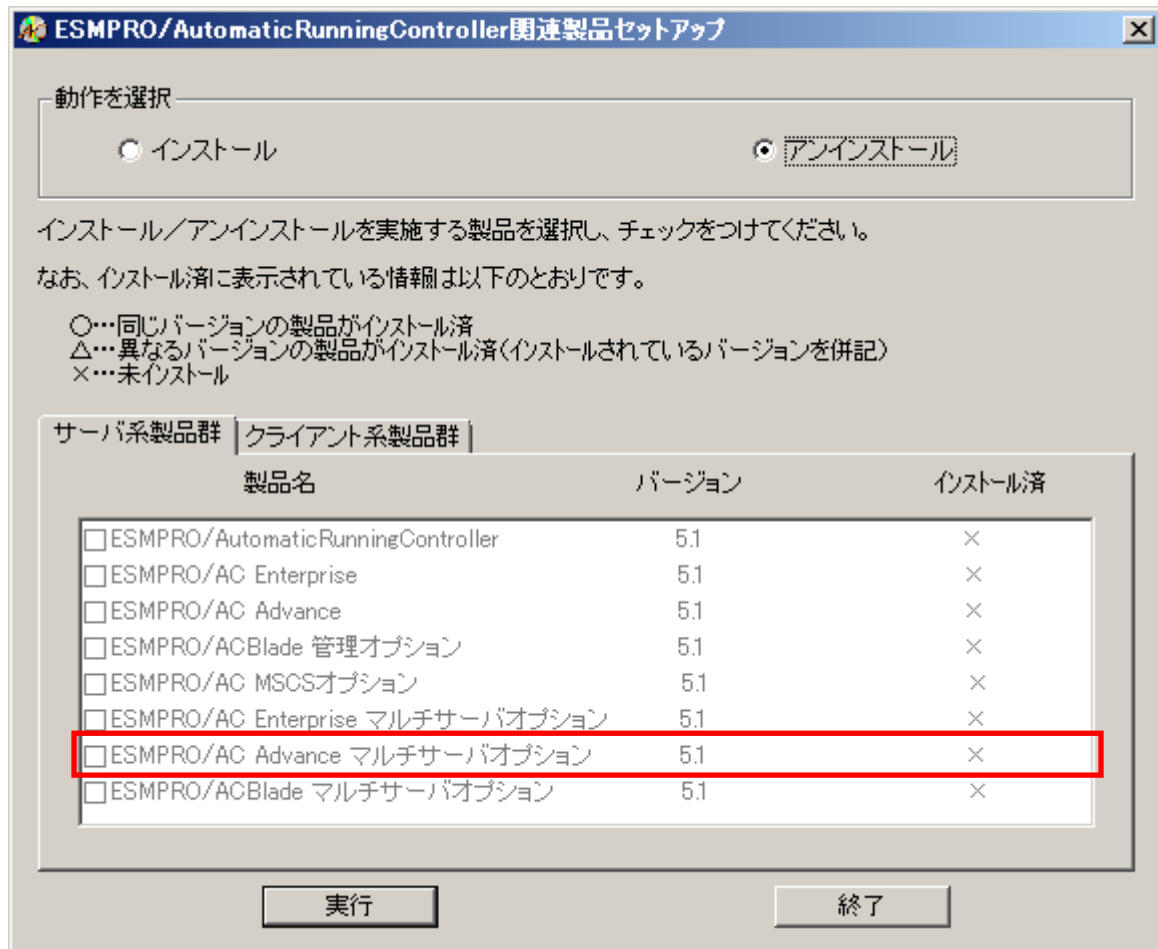 ESMPRO/AutomaticRunningController関連製品セットアップ
動作を選択
インストール
アンインストール
インストール／アンインストールを実施する製品を選択し、チェックをつけてください。
なお、インストール済に表示されている情報は以下のとおりです。
○…同じバージョンの製品がインストール済
△…異なるバージョンの製品がインストール済（インストールされているバージョンを併記）
×…未インストール
サーバ系製品群 クライアント系製品群
製品名 バージョン インストール済
ESMPRO/AutomaticRunningController 5.1 ×
ESMPRO/AC Enterprise 5.1 ×
ESMPRO/AC Advance 5.1 ×
ESMPRO/ACBlade 管理オプション 5.1 ×
ESMPRO/AC MSCSオプション 5.1 ×
ESMPRO/AC Enterprise マルチサーバオプション 5.1 ×
ESMPRO/AC Advance マルチサーバオプション 5.1 ×
ESMPRO/ACBlade マルチサーバオプション 5.1 ×
実行 終了